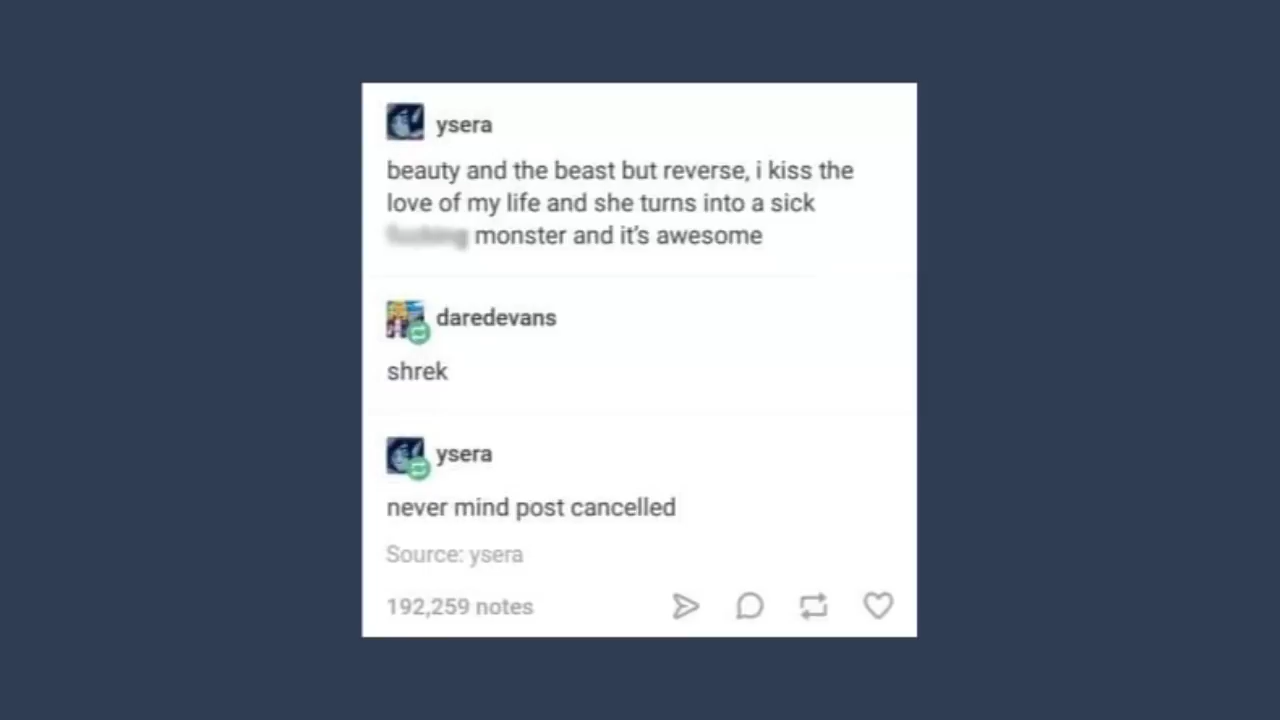 ysera
beauty and the beast but reverse, i kiss the
love of my life and she turns into a sick
monster and it's awesome
daredevans
shrek
ysera
never mind post cancelled
Source: ysera
192,259 notes